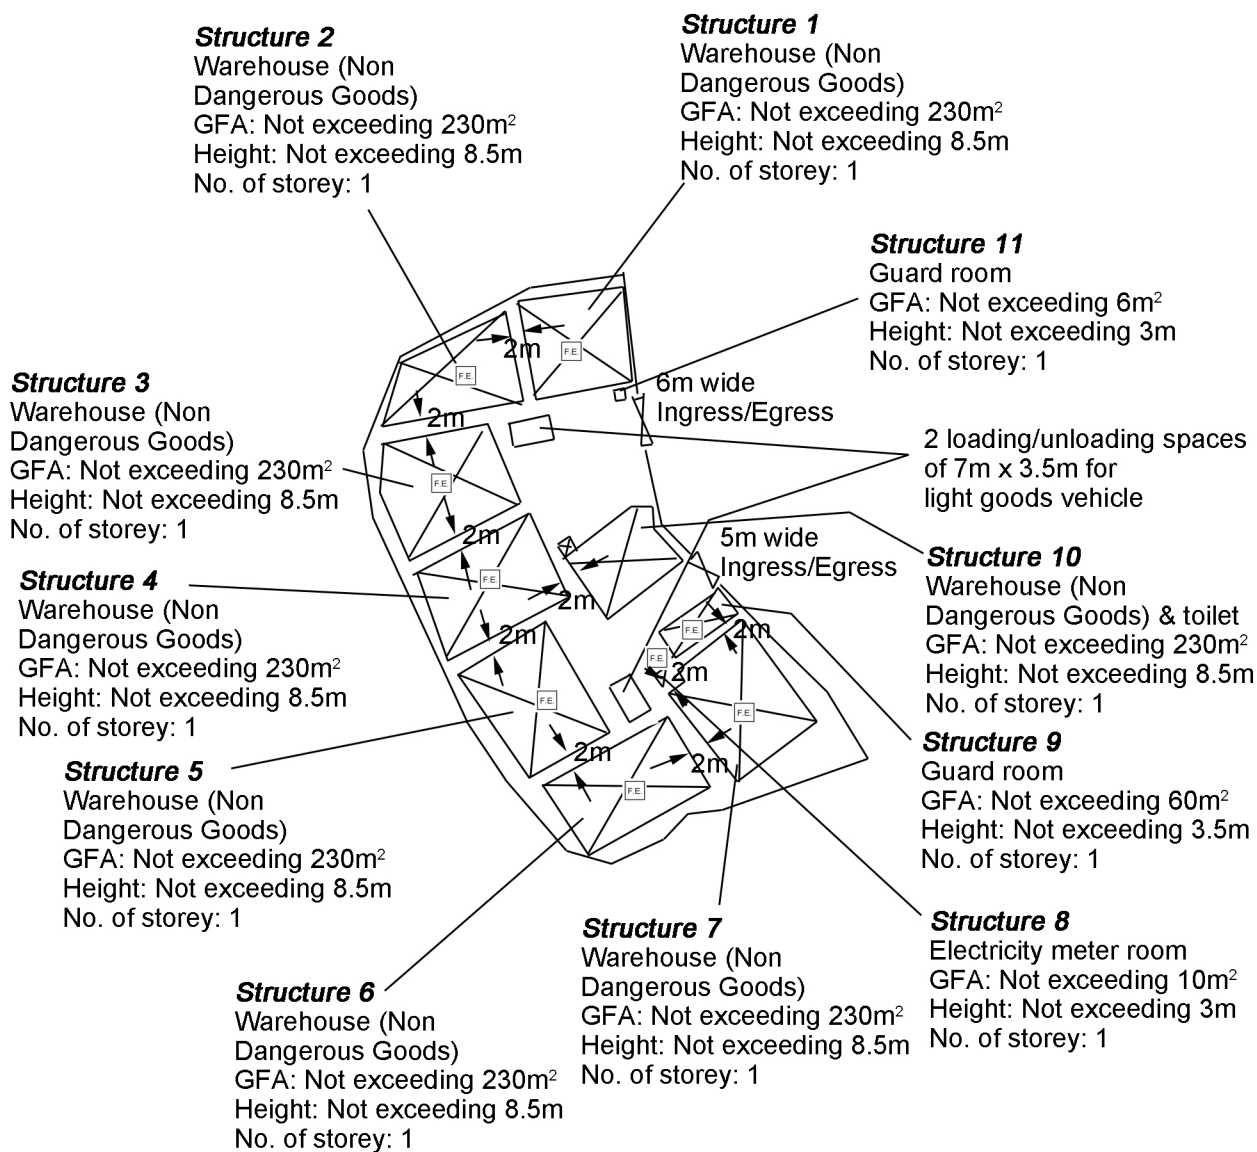 Structure 2
Warehouse (Non
Dangerous Goods)
GFA: Not exceeding 230m²
Height: Not exceeding 8.5m
No. of storey: 1
Structure 1
Warehouse (Non
Dangerous Goods)
GFA: Not exceeding 230m²
Height: Not exceeding 8.5m
No. of storey: 1
Structure 11
Guard room
GFA: Not exceeding 6m²
Height: Not exceeding 3m
No. of storey: 1
Structure 3
Warehouse (Non
Dangerous Goods)
GFA: Not exceeding 230m²
Height: Not exceeding 8.5m
No. of storey: 1
2m
F.E.
F.E.
2m
6m wide
Ingress/Egress
2 loading/unloading spaces
of 7m x 3.5m for
light goods vehicle
F.E.
2m
5m wide
Ingress/Egress
Structure 4
Warehouse (Non
Dangerous Goods)
GFA: Not exceeding 230m²
Height: Not exceeding 8.5m
No. of storey: 1
F.E.
2m
2m
F.E.
2m
F.E.
2m
Structure 10
Warehouse (Non
Dangerous Goods) & toilet
GFA: Not exceeding 230m²
Height: Not exceeding 8.5m
No. of storey: 1
F.E.
F.E.
2m
2m
F.E.
Structure 9
Guard room
GFA: Not exceeding 60m²
Height: Not exceeding 3.5m
No. of storey: 1
Structure 5
Warehouse (Non
Dangerous Goods)
GFA: Not exceeding 230m²
Height: Not exceeding 8.5m
No. of storey: 1
Structure 7
Warehouse (Non
Dangerous Goods)
GFA: Not exceeding 230m²
Height: Not exceeding 8.5m
No. of storey: 1
Structure 8
Electricity meter room
GFA: Not exceeding 10m²
Height: Not exceeding 3m
No. of storey: 1
Structure 6
Warehouse (Non
Dangerous Goods)
GFA: Not exceeding 230m²
Height: Not exceeding 8.5m
No. of storey: 1